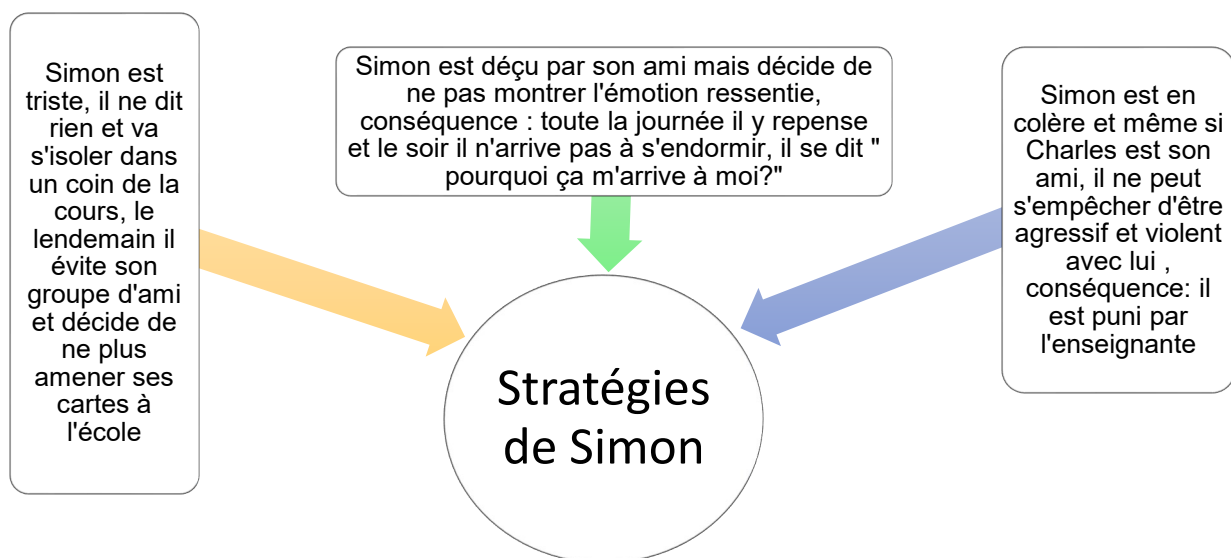 Simon est
triste, il ne dit
rien et va
s'isoler dans
un coin de la
cours, le
lendemain il
évite son
groupe d'ami
et décide de
ne plus
amener ses
cartes à
l'école
Simon est déçu par son ami mais décide de
ne pas montrer l'émotion ressentie,
conséquence : toute la journée il y repense
et le soir il n'arrive pas à s'endormir, il se dit "
pourquoi ça m'arrive à moi?"
Simon est en
colère et même si
Charles est son
ami, il ne peut
s'empêcher d'être
agressif et violent
avec lui ,
conséquence: il
est puni par
l'enseignante
Stratégies
de Simon